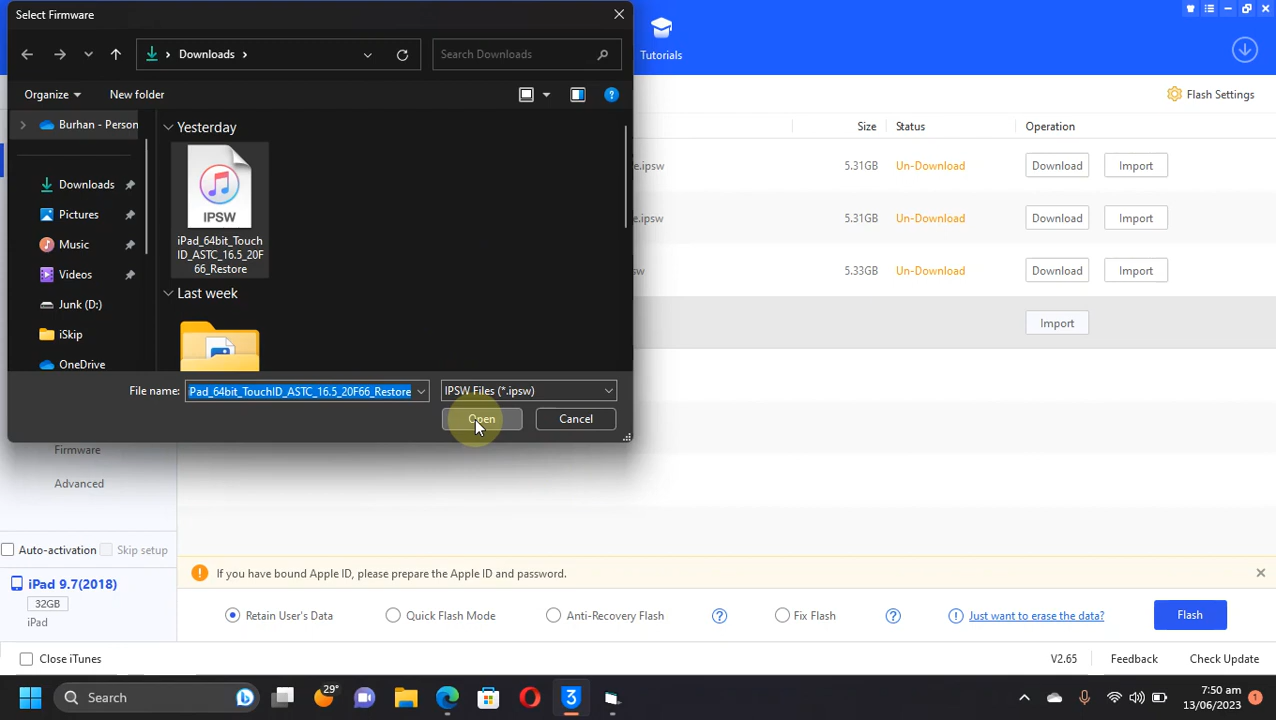 Select Firmware
Downloads
Search Downloads
Organize
New folder
Burhan - Person
Downloads
Pictures
Music
Videos
Junk (D:)
iSkip
OneDrive
Yesterday
IPSW
iPad_64bit_Touch
ID_ASTC_16.5_20F
66_Restore
Last week
File name:
Pad_64bit_TouchID_ASTC_16.5_20F66_Restore
IPSW Files (*.ipsw)
Open
Cancel
Tutorials
Flash Settings
Size Status Operation
e.ipsw 5.31GB Un-Download Download Import
e.ipsw 5.31GB Un-Download Download Import
sw 5.33GB Un-Download Download Import
Import
Firmware
Advanced
Auto-activation Skip setup
iPad 9.7(2018)
32GB
iPad
If you have bound Apple ID, please prepare the Apple ID and password.
Retain User's Data Quick Flash Mode Anti-Recovery Flash ? Fix Flash ? Just want to erase the data? Flash
Close iTunes
V2.65 Feedback Check Update
Search
29°
3
7:50 am
13/06/2023
1